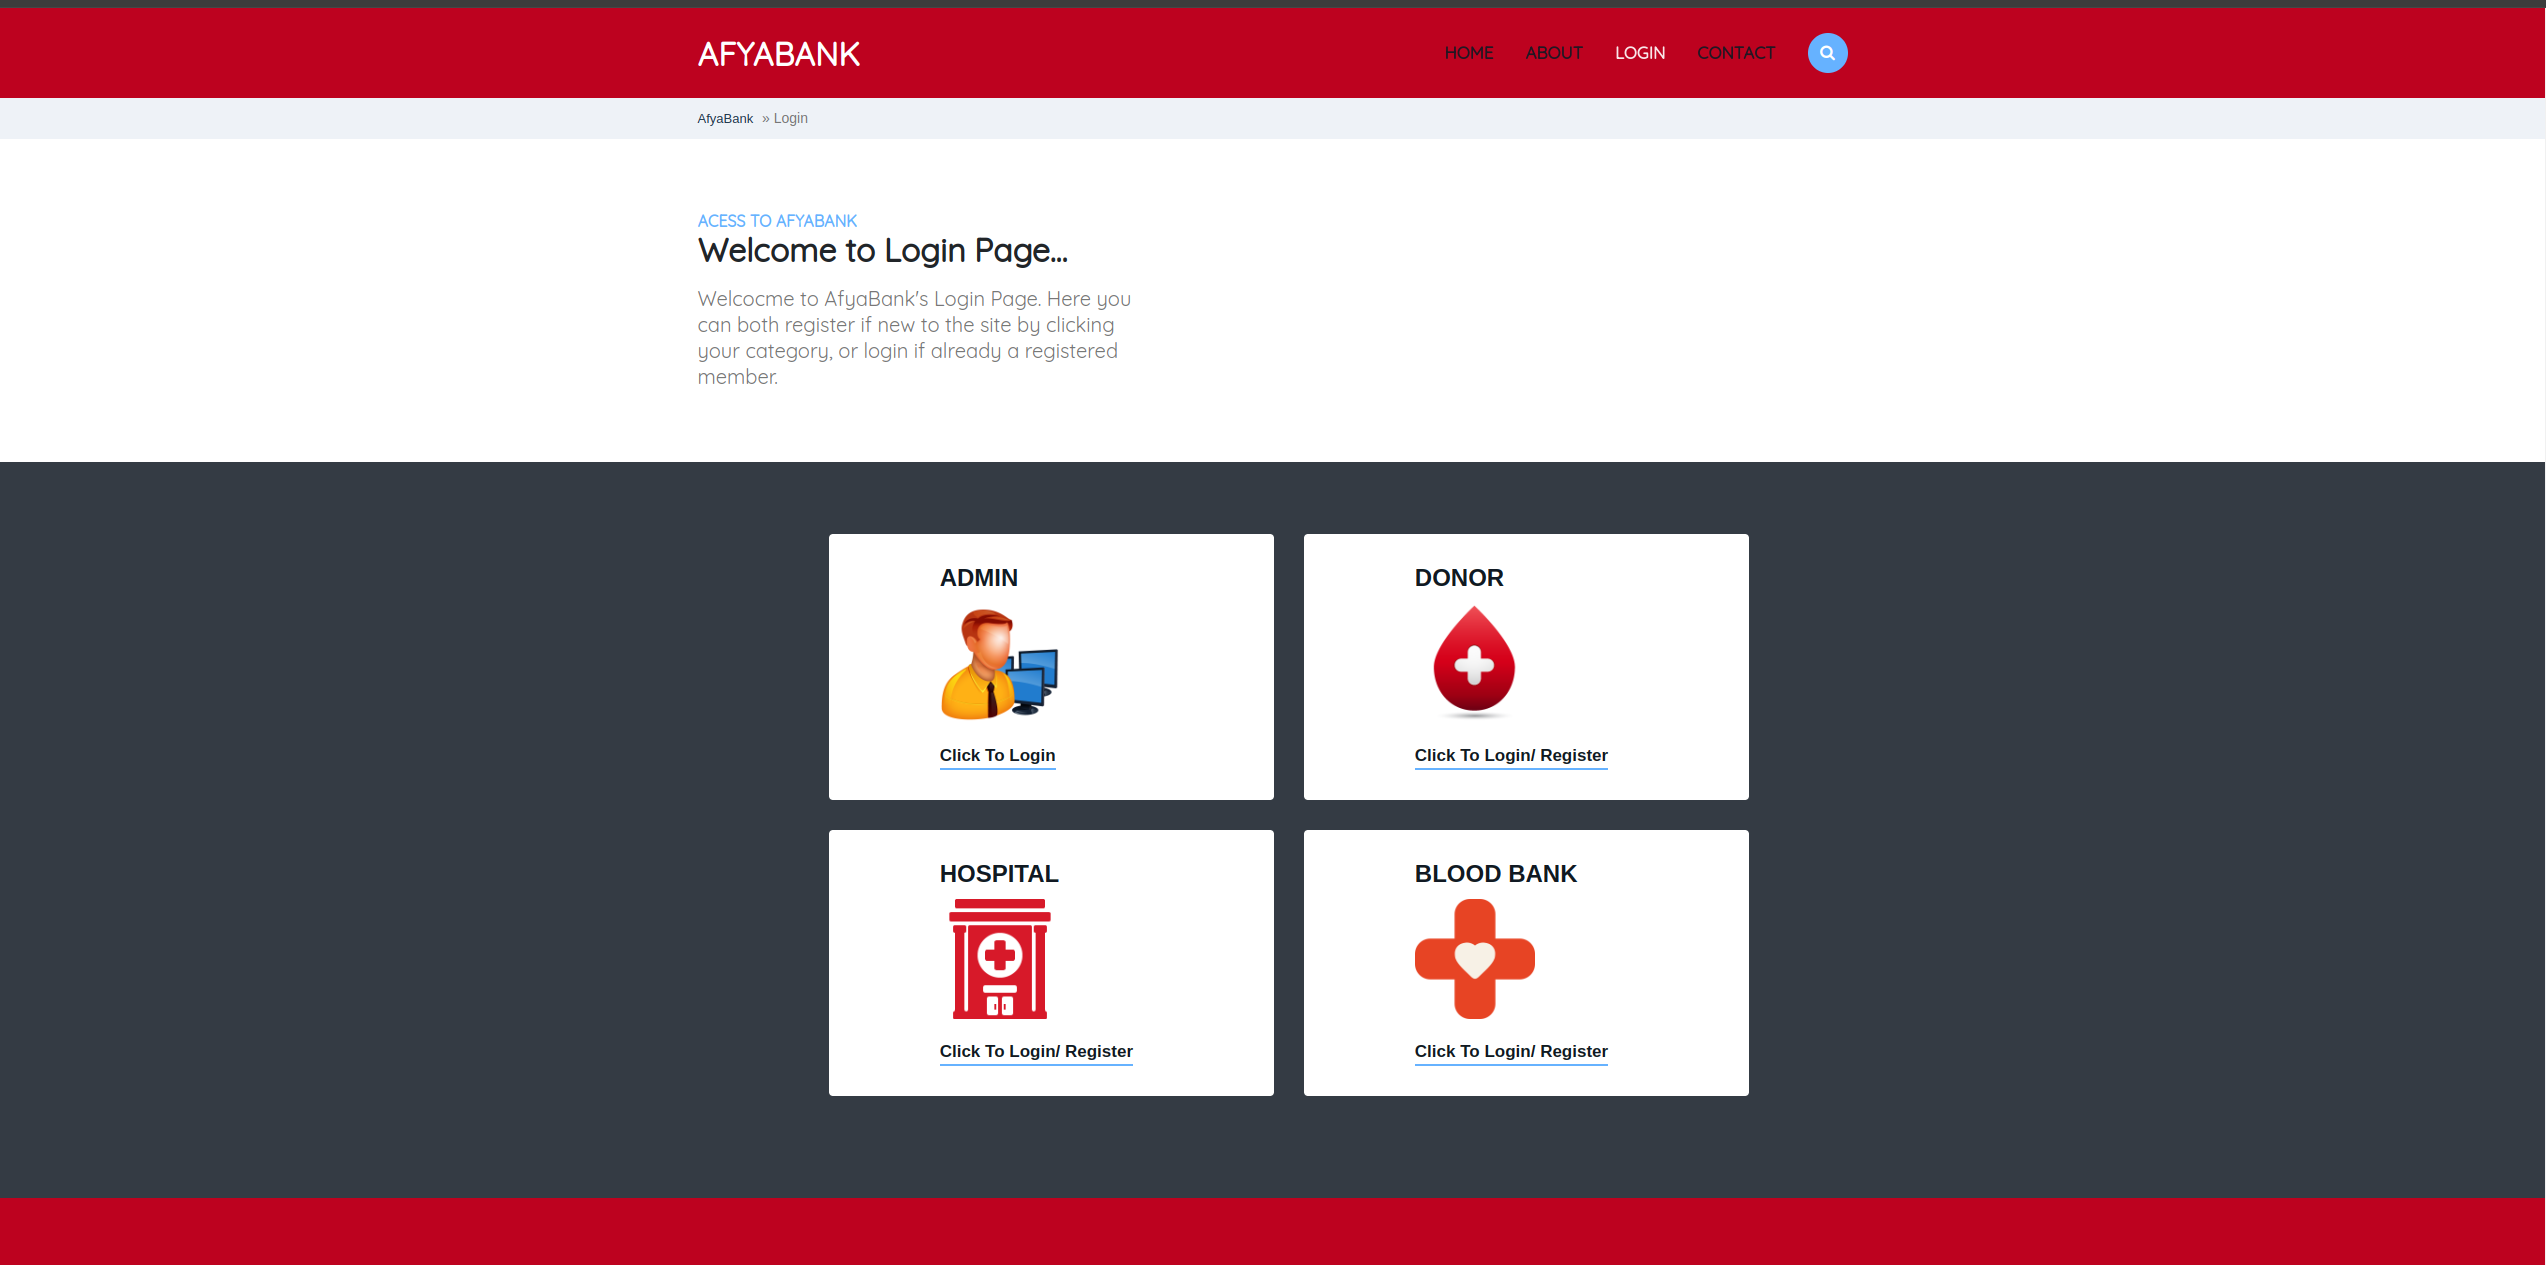 AFYABANK
HOME ABOUT LOGIN CONTACT
AfyaBank » Login
ACESS TO AFYABANK
Welcome to Login Page...
Welcocme to AfyaBank's Login Page. Here you
can both register if new to the site by clicking
your category, or login if already a registered
member.
ADMIN
Click To Login
DONOR
Click To Login/ Register
HOSPITAL
Click To Login/ Register
BLOOD BANK
Click To Login/ Register